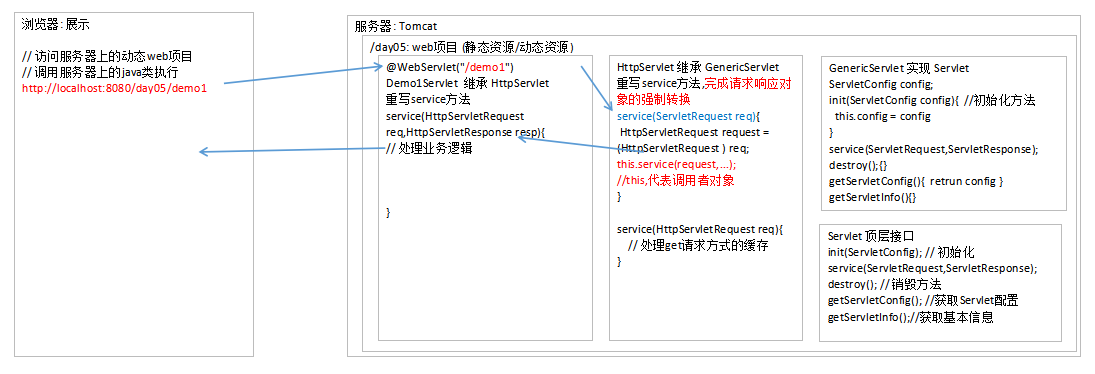 浏览器: 展示
// 访问服务器上的动态web项目
// 调用服务器上的java类执行
http://localhost:8080/day05/demo1
服务器: Tomcat
/day05: web项目 (静态资源/动态资源)
@WebServlet("/demo1")
Demo1Servlet 继承 HttpServlet
重写service方法
service(HttpServletRequest
req,HttpServletResponse resp){
// 处理业务逻辑
}
HttpServlet 继承 GenericServlet
重写service方法,完成请求响应对
象的强制转换
service(ServletRequest req){
HttpServletRequest request =
(HttpServletRequest ) req;
this.service(request,...);
//this,代表调用者对象
}
service(HttpServletRequest req){
// 处理get请求方式的缓存
}
GenericServlet 实现 Servlet
ServletConfig config;
init(ServletConfig config){ //初始化方法
this.config = config
}
service(ServletRequest,ServletResponse);
destroy();{}
getServletConfig(){ retrun config }
getServletInfo(){}
Servlet 顶层接口
init(ServletConfig); // 初始化
service(ServletRequest,ServletResponse);
destroy(); //销毁方法
getServletConfig(); //获取Servlet配置
getServletInfo();//获取基本信息